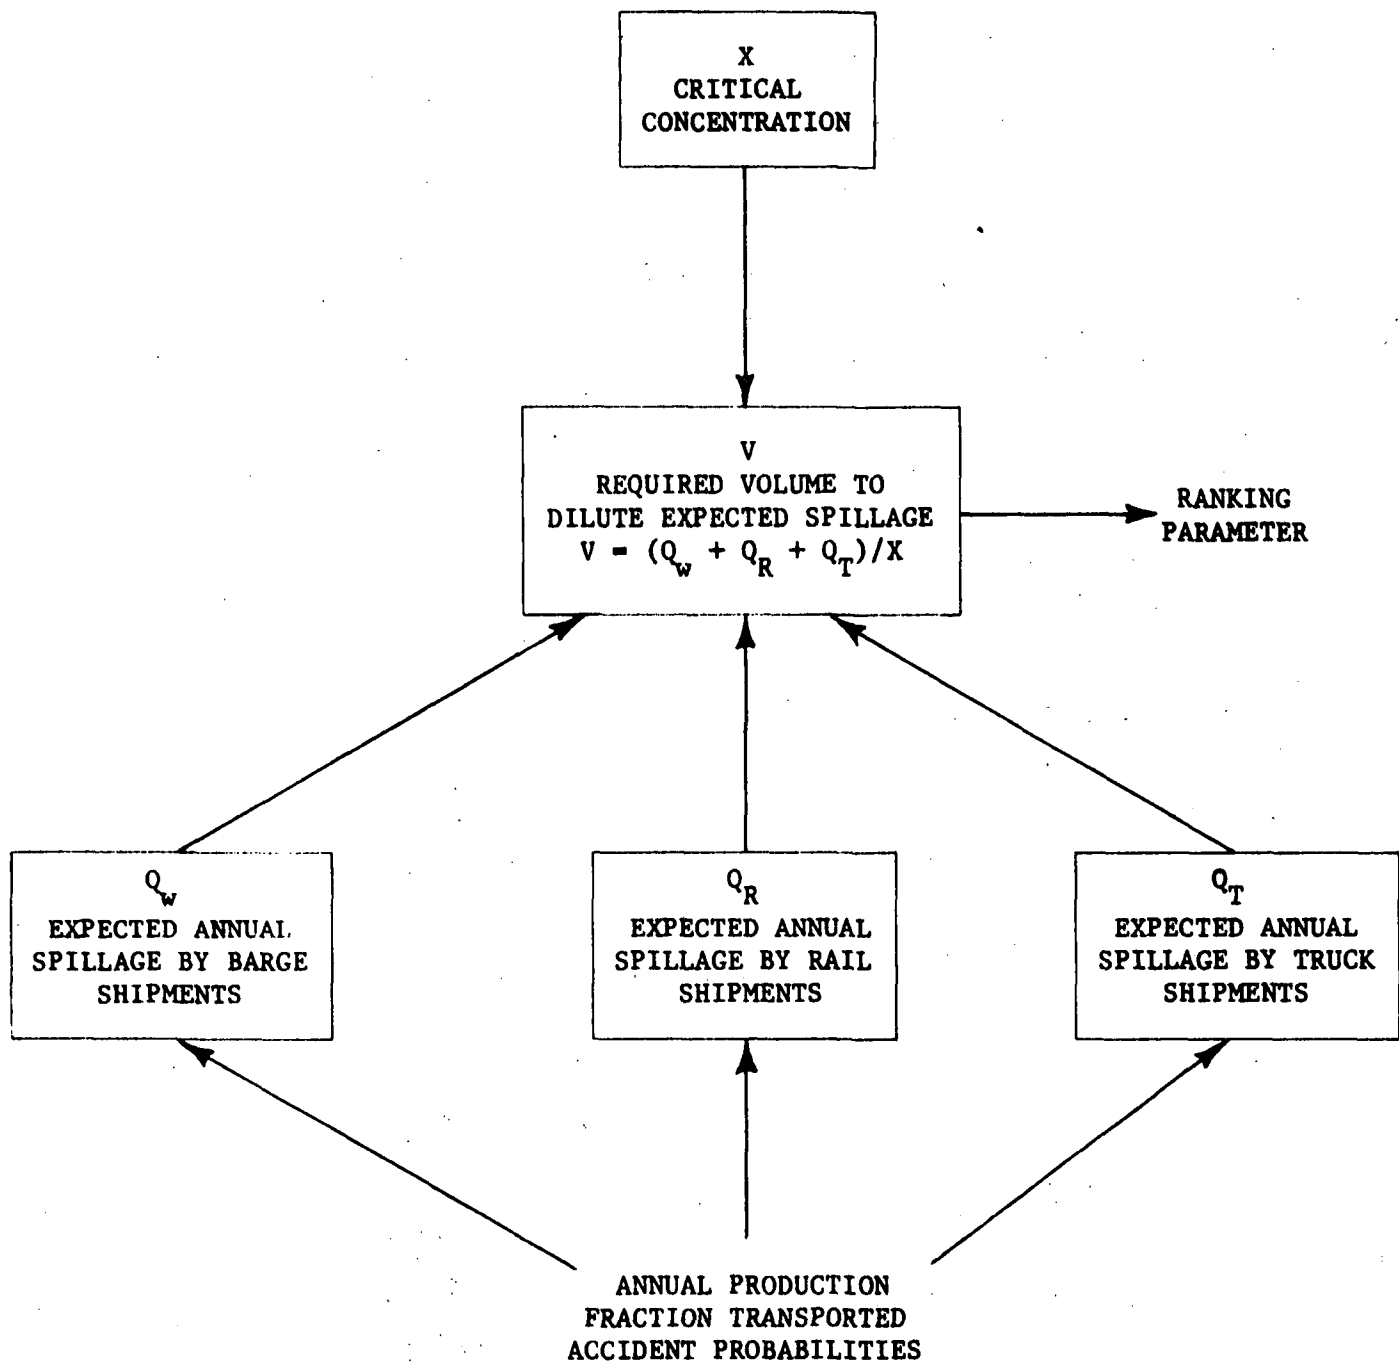 X
CRITICAL
CONCENTRATION
V
REQUIRED VOLUME TO
DILUTE EXPECTED SPILLAGE
V = (Q_w + Q_R + Q_T)/X
RANKING
PARAMETER
Q_w
EXPECTED ANNUAL
SPILLAGE BY BARGE
SHIPMENTS
Q_R
EXPECTED ANNUAL
SPILLAGE BY RAIL
SHIPMENTS
Q_T
EXPECTED ANNUAL
SPILLAGE BY TRUCK
SHIPMENTS
ANNUAL PRODUCTION
FRACTION TRANSPORTED
ACCIDENT PROBABILITIES